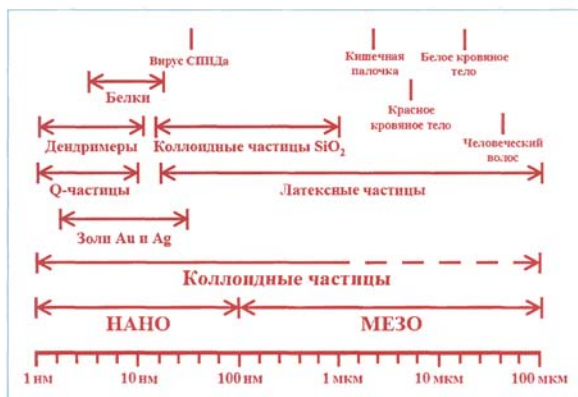 Вирус СПИДа
Кишечная палочка
Белое кровяное тело
Белки
Красное кровяное тело
Дендримеры
Коллоидные частицы SiO₂
Человеческий волос
Q-частицы
Латексные частицы
Золи Au и Ag
Коллоидные частицы
НАНО
МЕЗО
1 нм 10 нм 100 нм 1 мкм 10 мкм 100 мкм